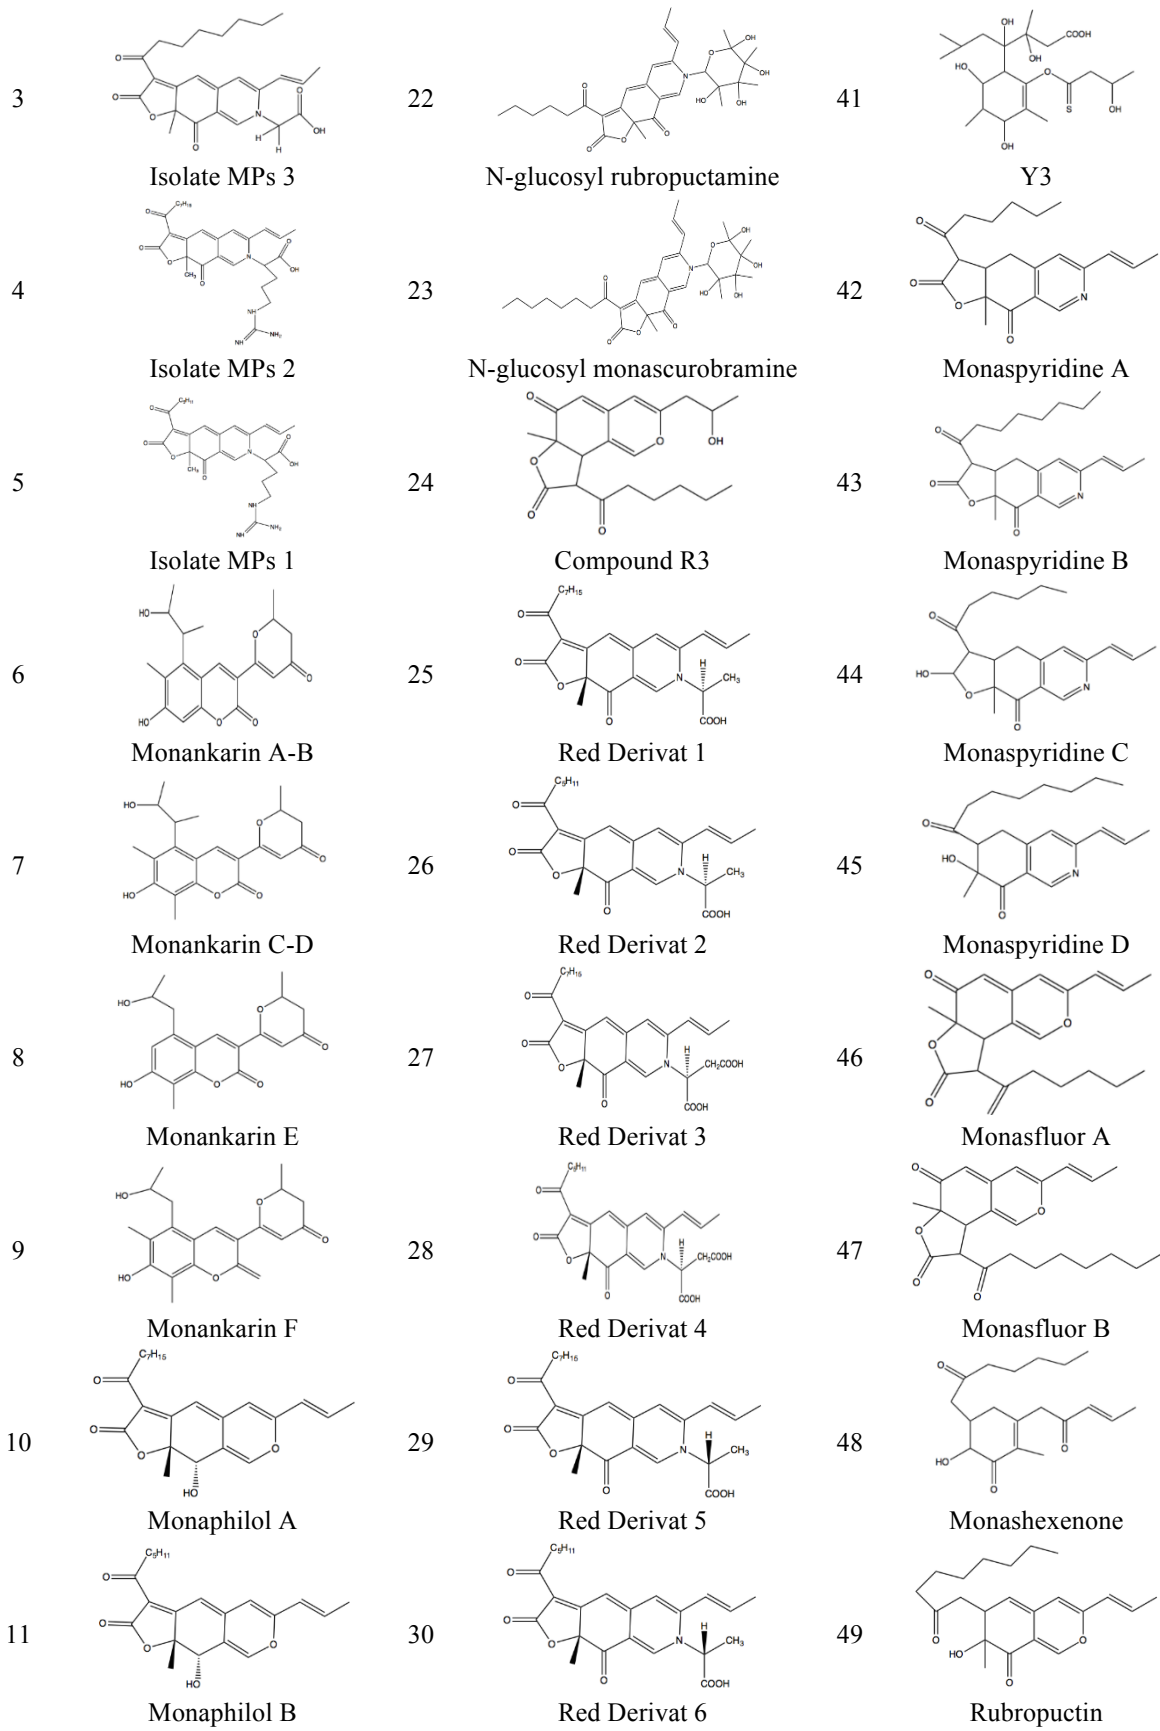 3
Isolate MPs 3
22
N-glucosyl rubropuctamine
41
Y3
4
Isolate MPs 2
23
N-glucosyl monascurobramine
42
Monaspyridine A
5
Isolate MPs 1
24
Compound R3
43
Monaspyridine B
6
Monankarin A-B
25
Red Derivat 1
44
Monaspyridine C
7
Monankarin C-D
26
Red Derivat 2
45
Monaspyridine D
8
Monankarin E
27
Red Derivat 3
46
Monasfluor A
9
Monankarin F
28
Red Derivat 4
47
Monasfluor B
10
Monaphilol A
29
Red Derivat 5
48
Monashexenone
11
Monaphilol B
30
Red Derivat 6
49
Rubropuctin